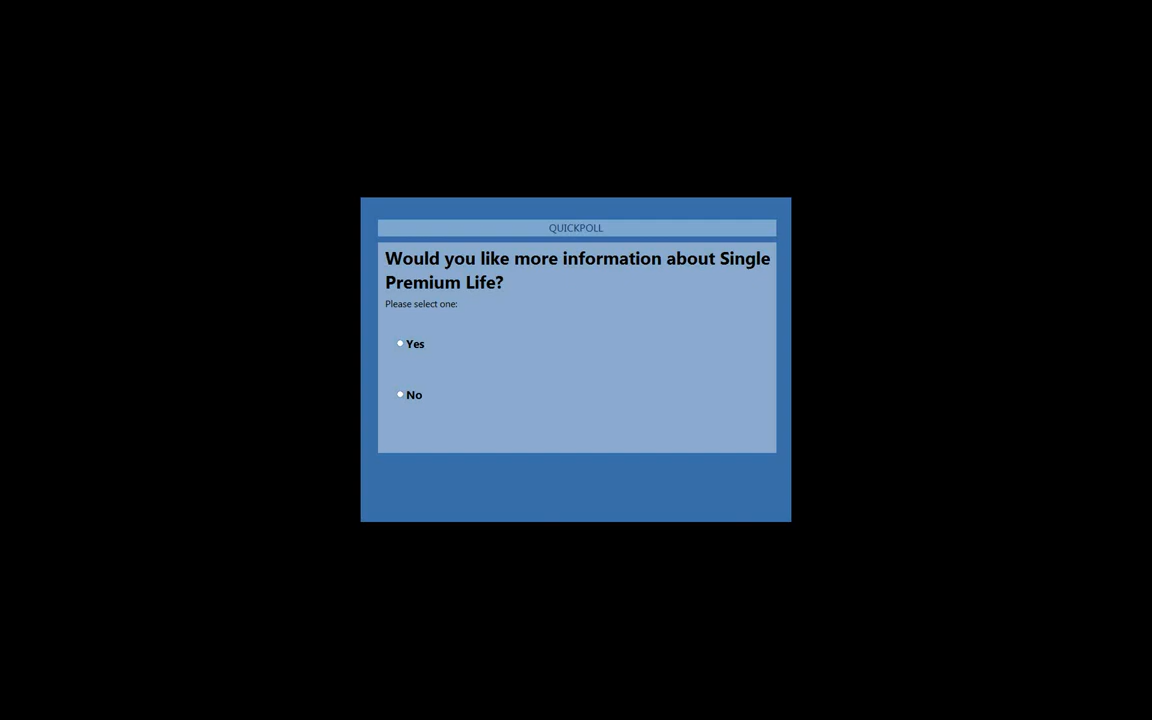 QUICKPOLL
Would you like more information about Single
Premium Life?
Please select one:
Yes
No